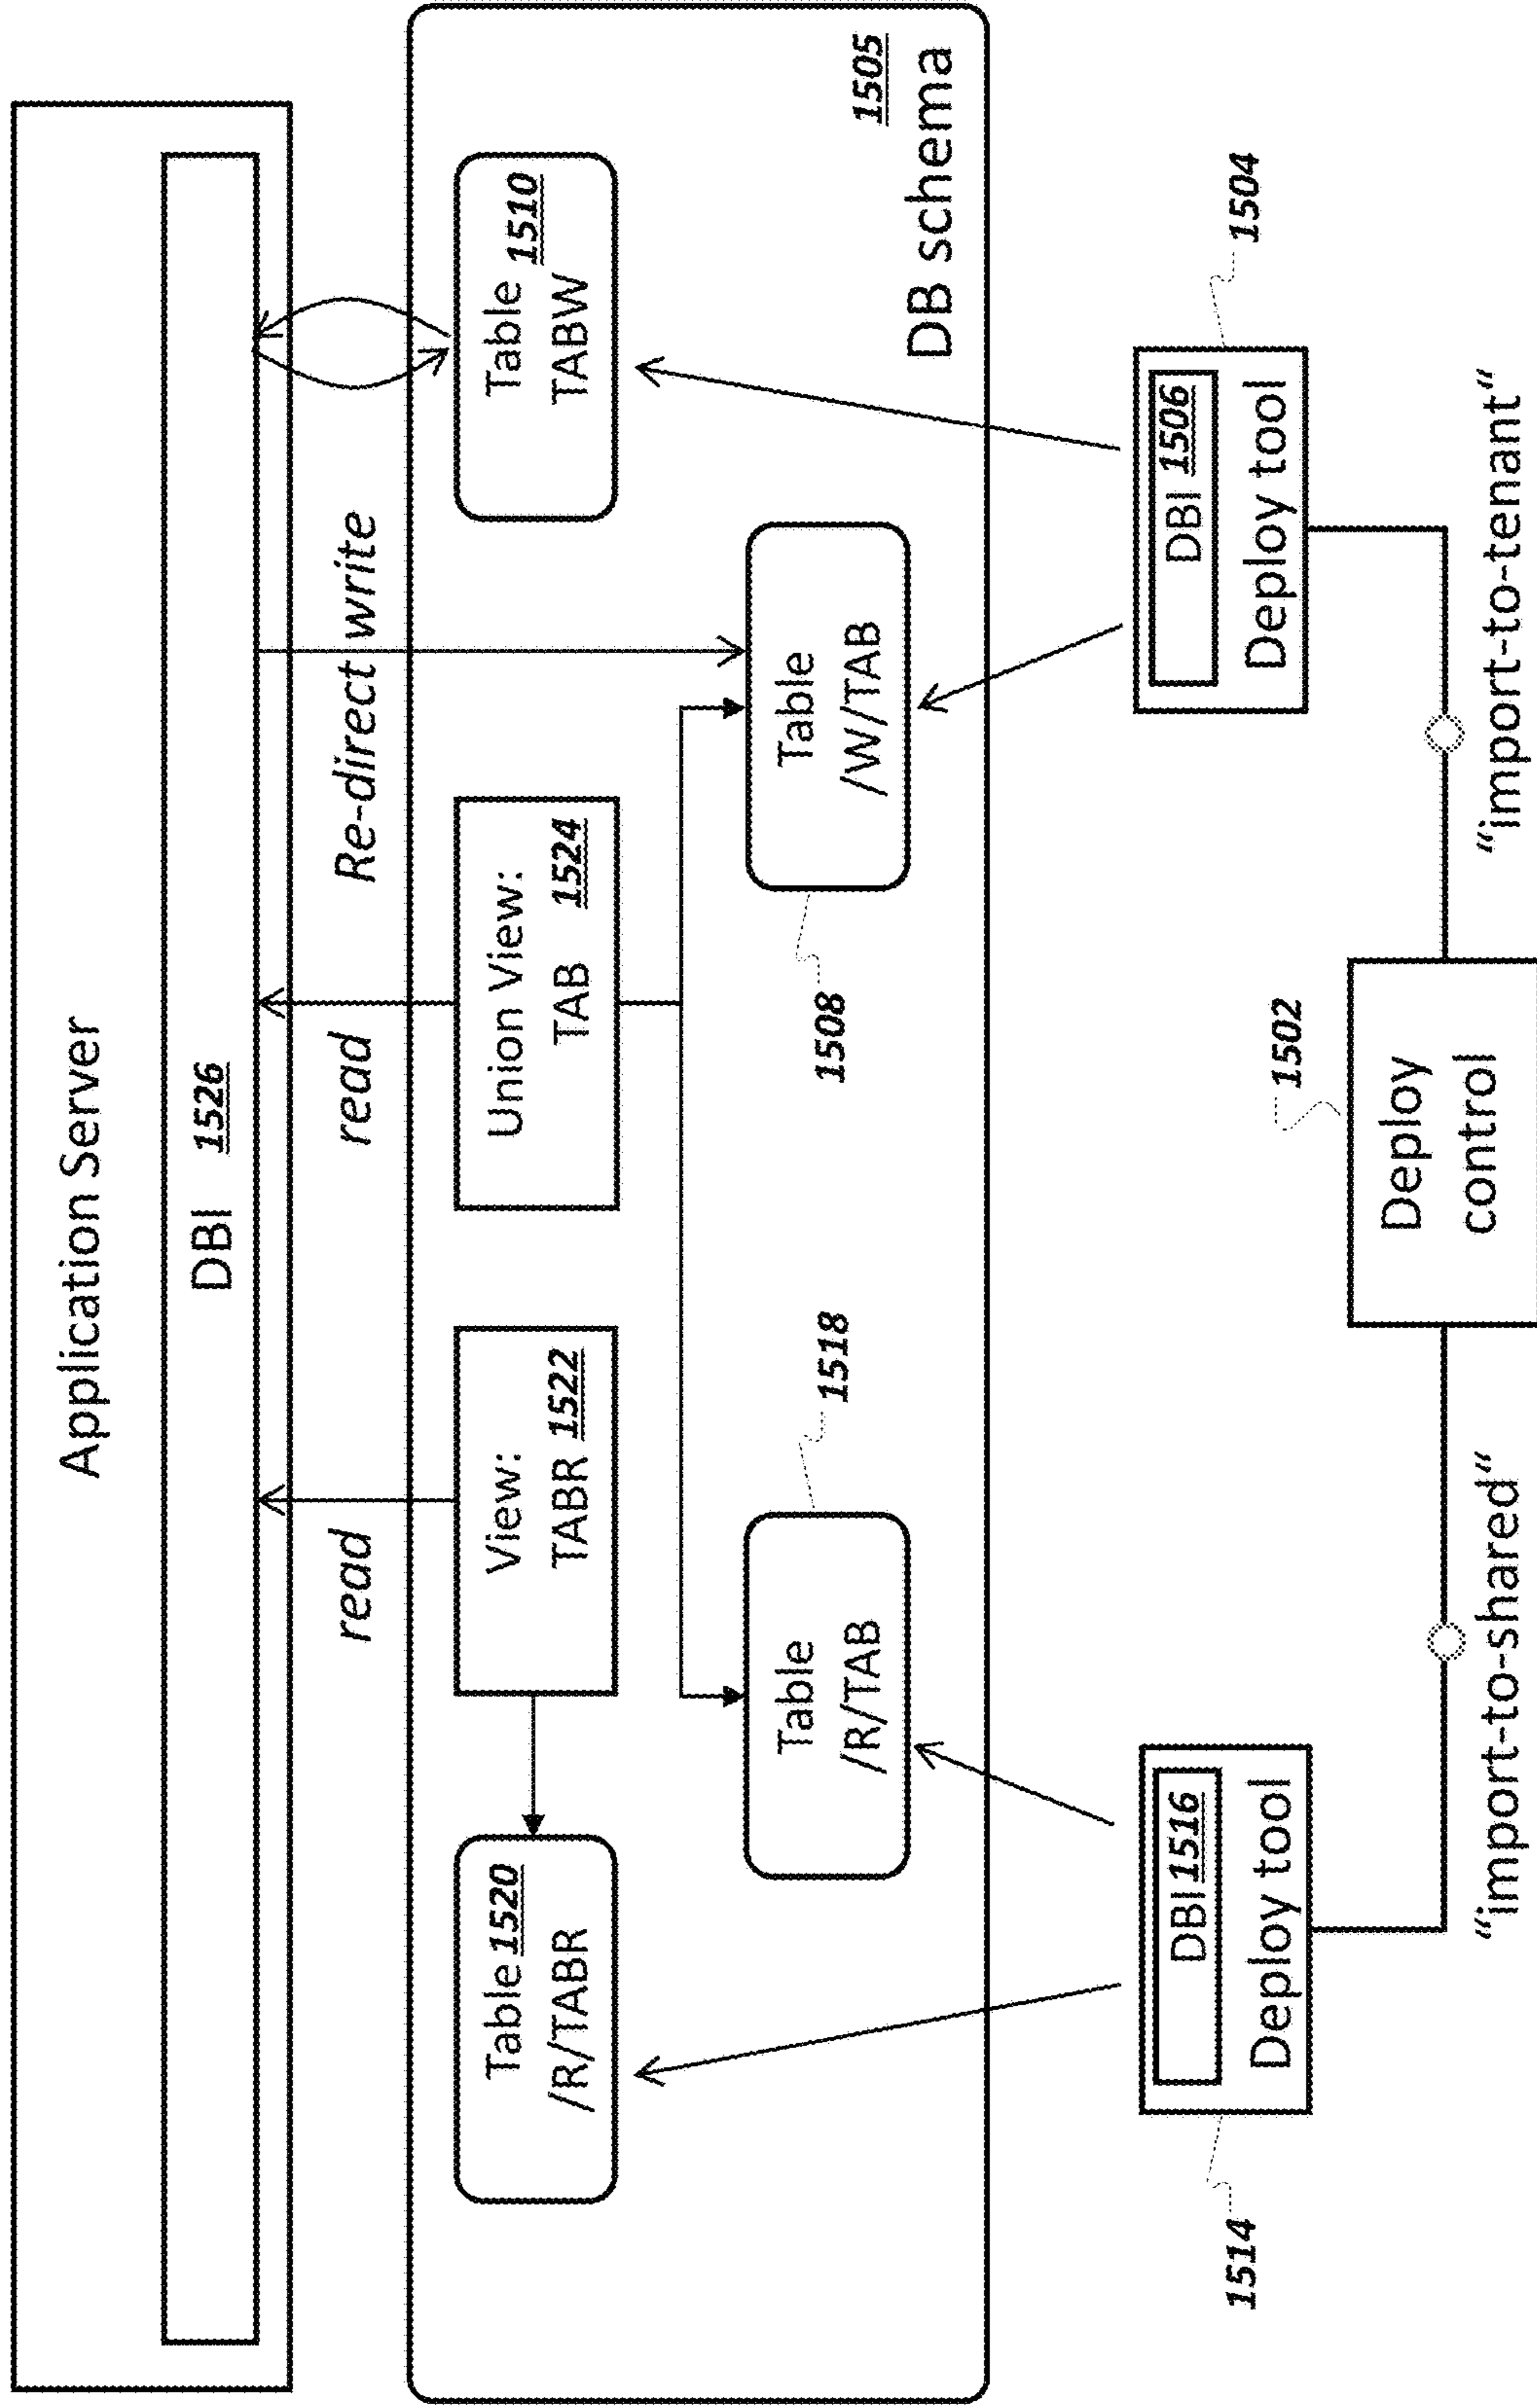 Application Server
DBI 1526
read
read
Re-direct write
Table 1520
/R/TABR
View:
TABR 1522
Union View:
TAB 1524
Table 1510
TABW
Table
/R/TAB
1518
1508
Table
/W/TAB
1505
DB schema
1514
DBI 1516
Deploy tool
DBI 1506
Deploy tool
1504
1502
Deploy
control
“import-to-shared“
“import-to-tenant“